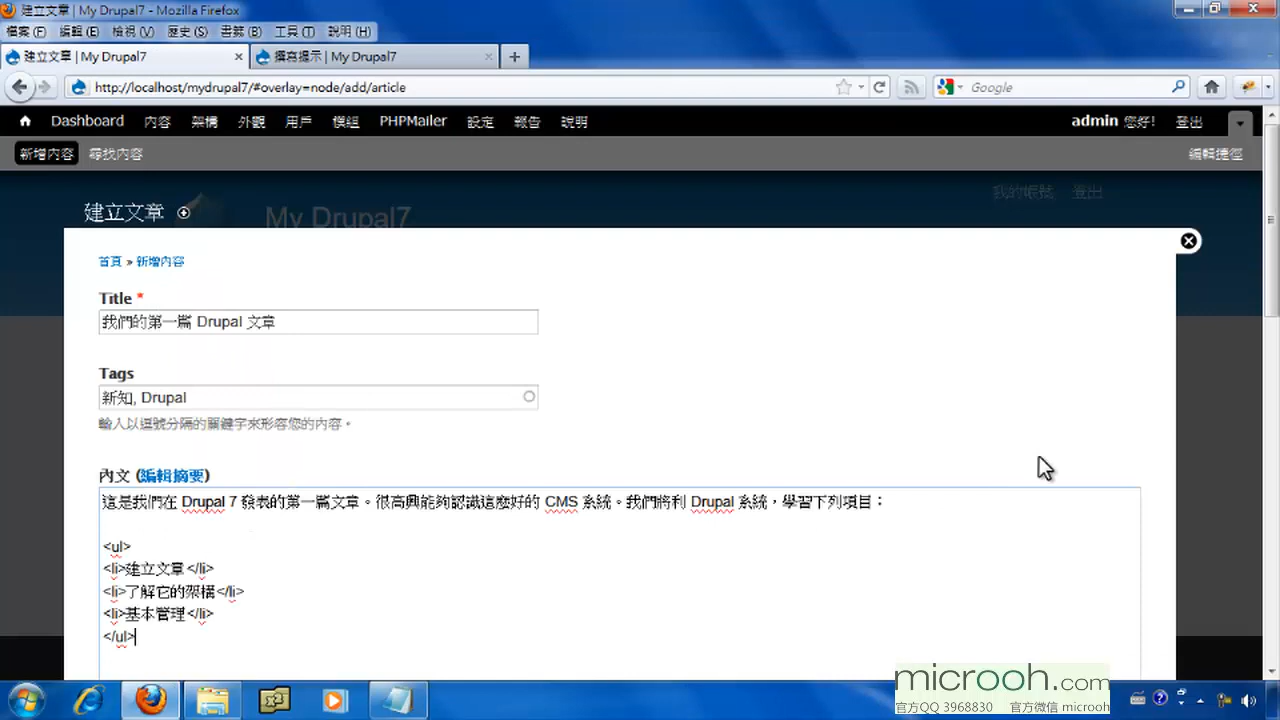 建立文章 | My Drupal7 - Mozilla Firefox
檔案(F) 編輯(E) 檢視(V) 歷史(S) 書籤(B) 工具(T) 說明(H)
建立文章 | My Drupal7
撰寫提示 | My Drupal7
http://localhost/mydrupal7/#overlay=node/add/article
Google
Dashboard 內容 架構 外觀 用戶 模組 PHPMailer 設定 報告 說明
admin 您好! 登出
新增內容 尋找內容
編輯捷徑
我的帳號 登出
建立文章
My Drupal7
首頁 » 新增內容
Title *
我們的第一篇 Drupal 文章
Tags
新知, Drupal
輸入以逗號分隔的關鍵字來形容您的內容。
內文 (編輯摘要)
這是我們在 Drupal 7 發表的第一篇文章。很高興能夠認識這麼好的 CMS 系統。我們將利 Drupal 系統，學習下列項目：
<ul>
<li>建立文章</li>
<li>了解它的架構</li>
<li>基本管理</li>
</ul>
microoh.com
官方QQ 3968830 官方微信 microoh